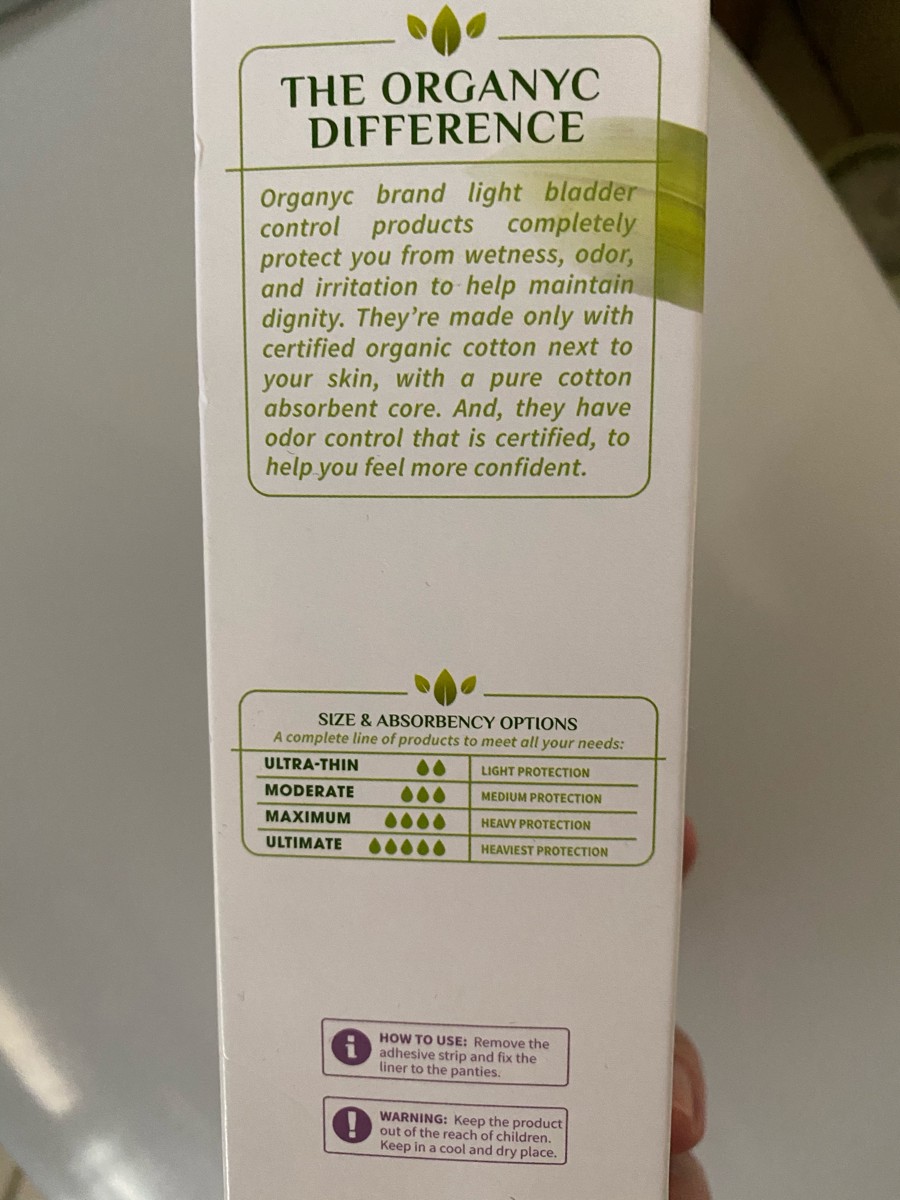 THE ORGANYC
DIFFERENCE
Organyc brand light bladder
control products completely
protect you from wetness, odor,
and irritation to help maintain
dignity. They're made only with
certified organic cotton next to
your skin, with a pure cotton
absorbent core. And, they have
odor control that is certified, to
help you feel more confident.
SIZE & ABSORBENCY OPTIONS
A complete line of products to meet all your needs:
ULTRA-THIN LIGHT PROTECTION
MODERATE MEDIUM PROTECTION
MAXIMUM HEAVY PROTECTION
ULTIMATE HEAVIEST PROTECTION
HOW TO USE: Remove the
adhesive strip and fix the
liner to the panties.
WARNING: Keep the product
out of the reach of children.
Keep in a cool and dry place.